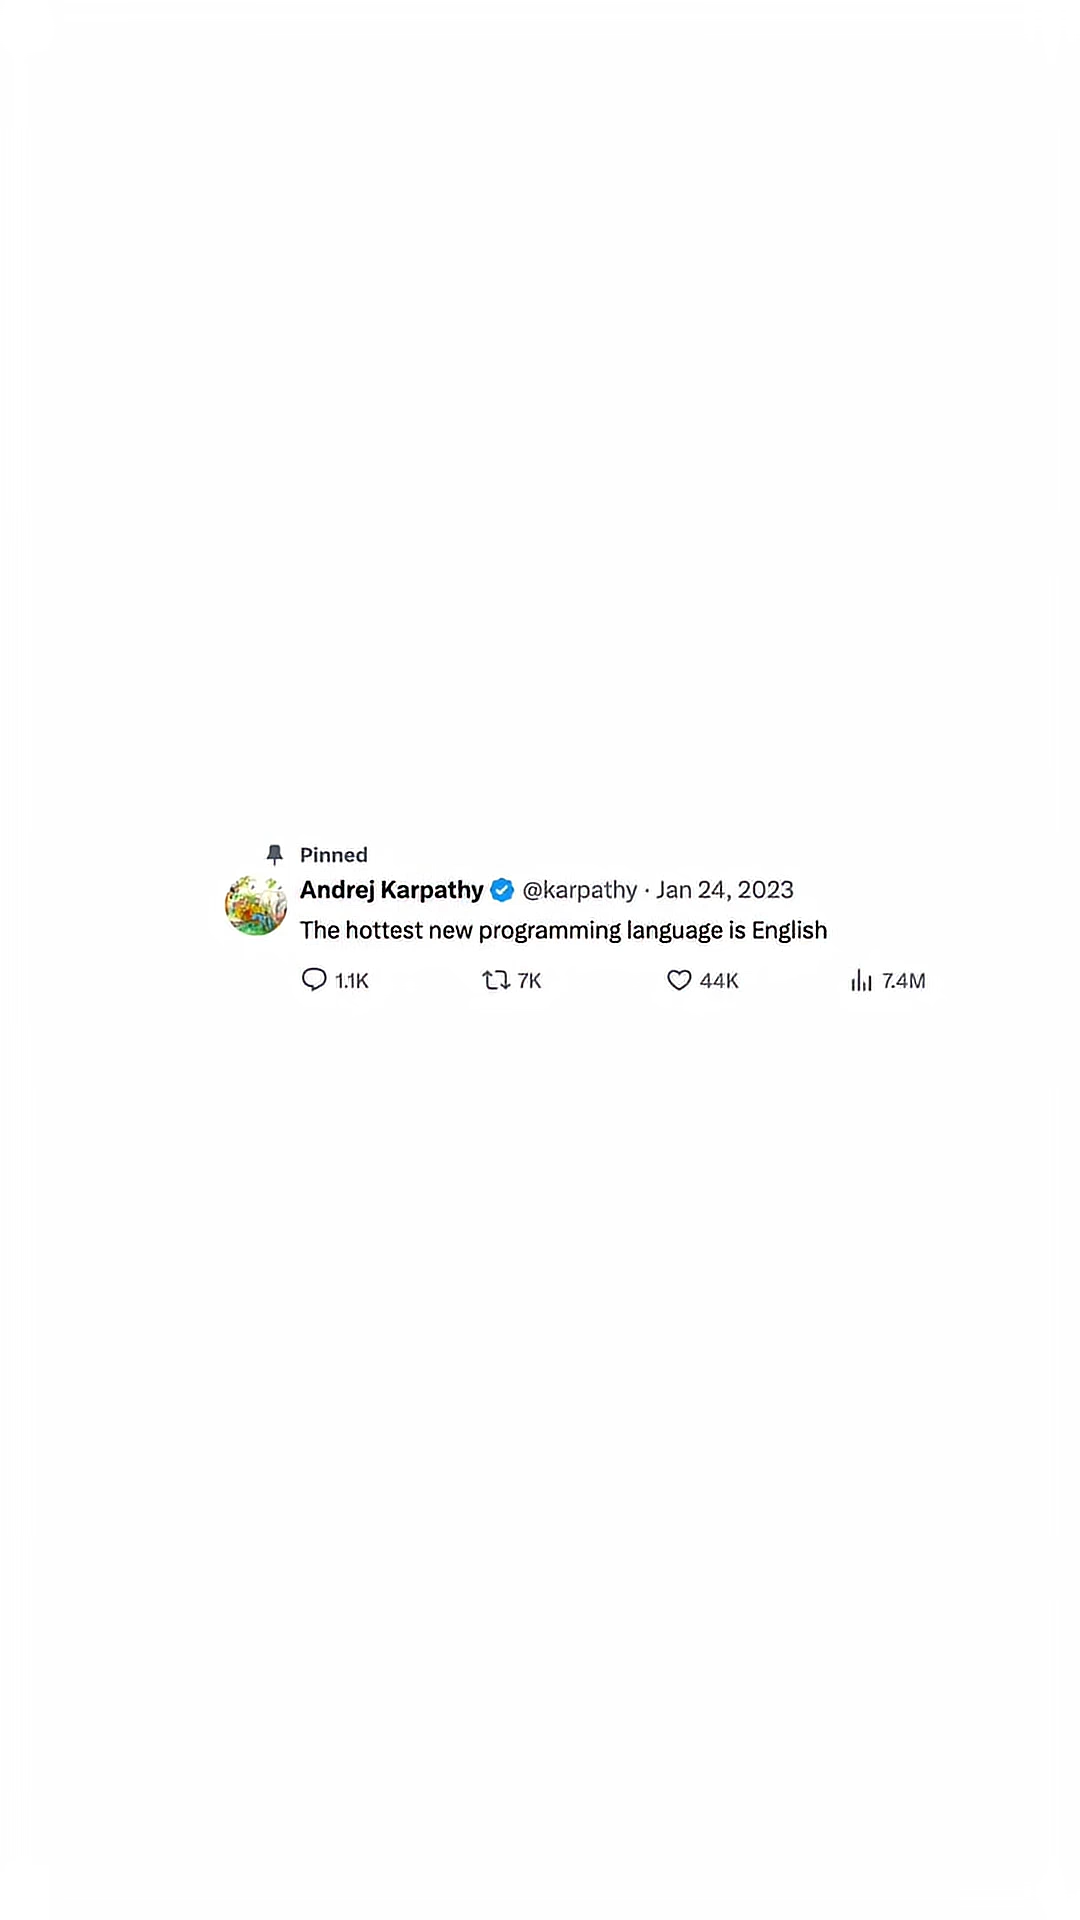 Pinned
Andrej Karpathy @karpathy · Jan 24, 2023
The hottest new programming language is English
1.1K 7K 44K 7.4M